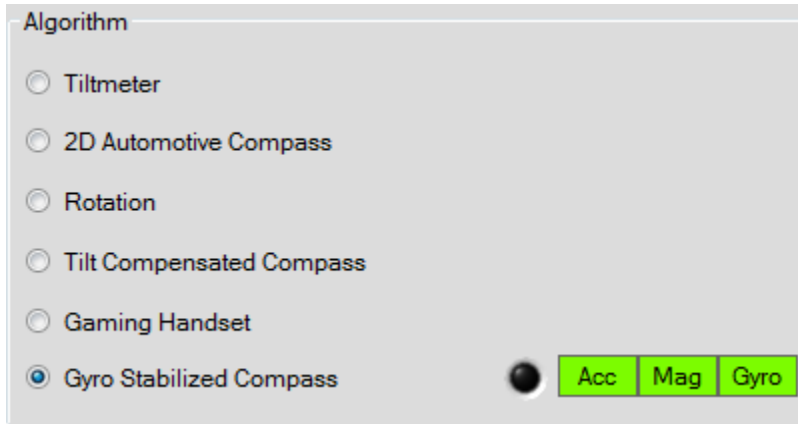 Algorithm
Tiltmeter
2D Automotive Compass
Rotation
Tilt Compensated Compass
Gaming Handset
Gyro Stabilized Compass Acc Mag Gyro